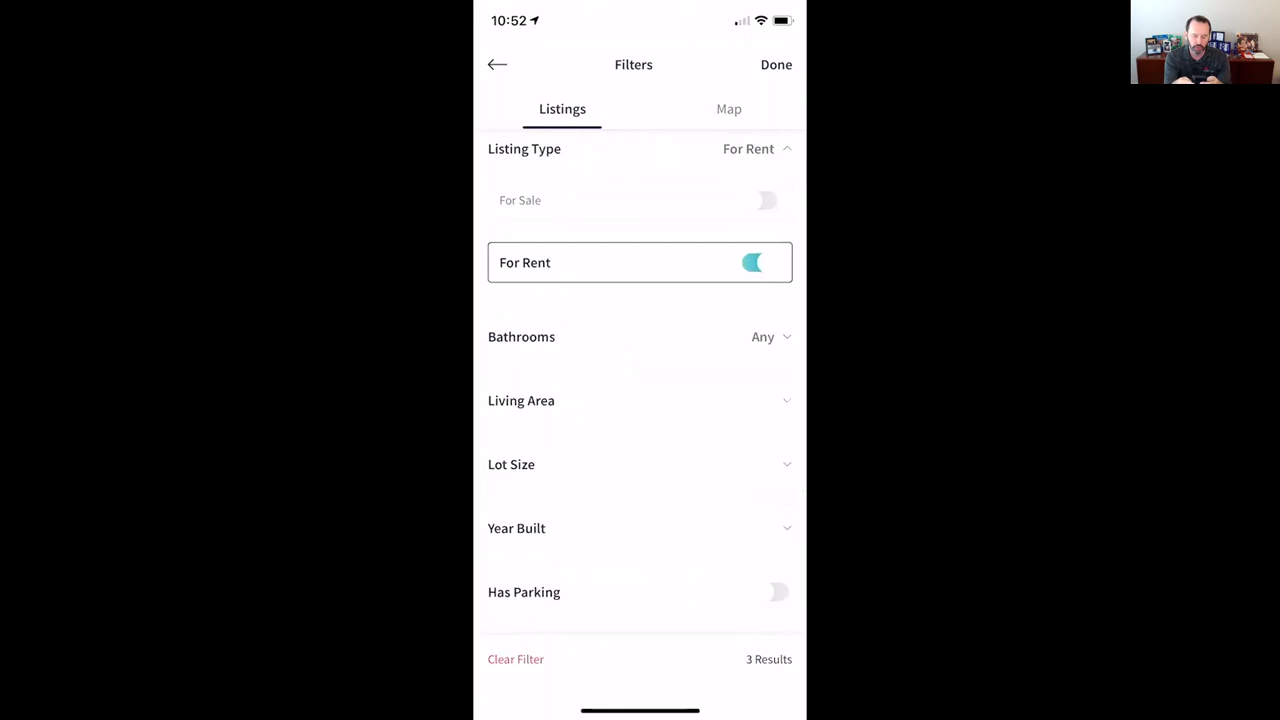 10:52
Filters
Done
Listings
Map
Listing Type
For Rent
For Sale
For Rent
Bathrooms
Any
Living Area
Lot Size
Year Built
Has Parking
Clear Filter
3 Results